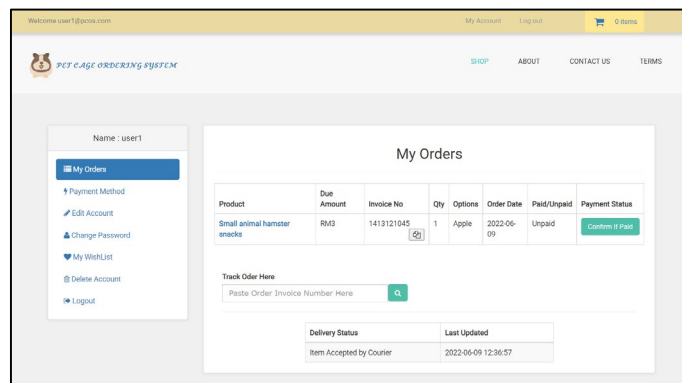 Welcome user1@pcos.com
My Account
Log out
0 items
PET CAGE ORDERING SYSTEM
SHOP
ABOUT
CONTACT US
TERMS
Name : user1
My Orders
Payment Method
Edit Account
Change Password
My WishList
Delete Account
Logout
My Orders
Product
Due
Amount
Invoice No
Qty
Options
Order Date
Paid/Unpaid
Payment Status
Small animal hamster
snacks
RM3
1413121045
1
Apple
2022-06-
09
Unpaid
Confirm If Paid
Track Oder Here
Paste Order Invoice Number Here
Delivery Status
Last Updated
Item Accepted by Courier
2022-06-09 12:36:57